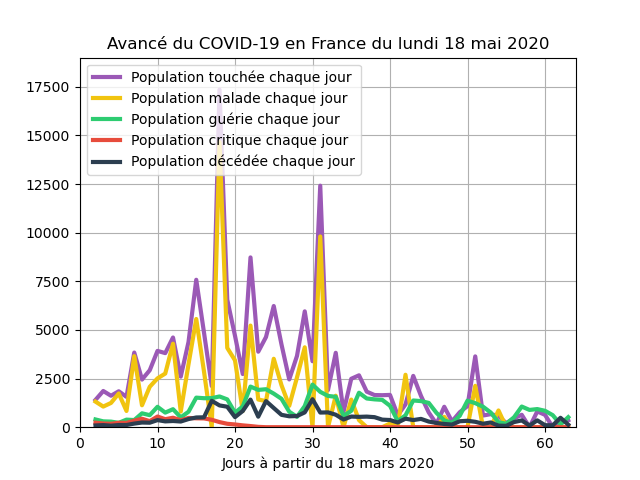 Avancé du COVID-19 en France du lundi 18 mai 2020
Population touchée chaque jour
Population malade chaque jour
Population guérie chaque jour
Population critique chaque jour
Population décédée chaque jour
17500
15000
12500
10000
7500
5000
2500
0
0 10 20 30 40 50 60
Jours à partir du 18 mars 2020